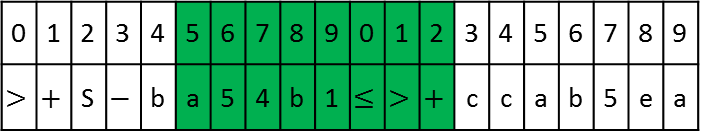 0 1 2 3 4 5 6 7 8 9 0 1 2 3 4 5 6 7 8 9
> + S − b a 5 4 b 1 ≤ > + c c a b 5 e a